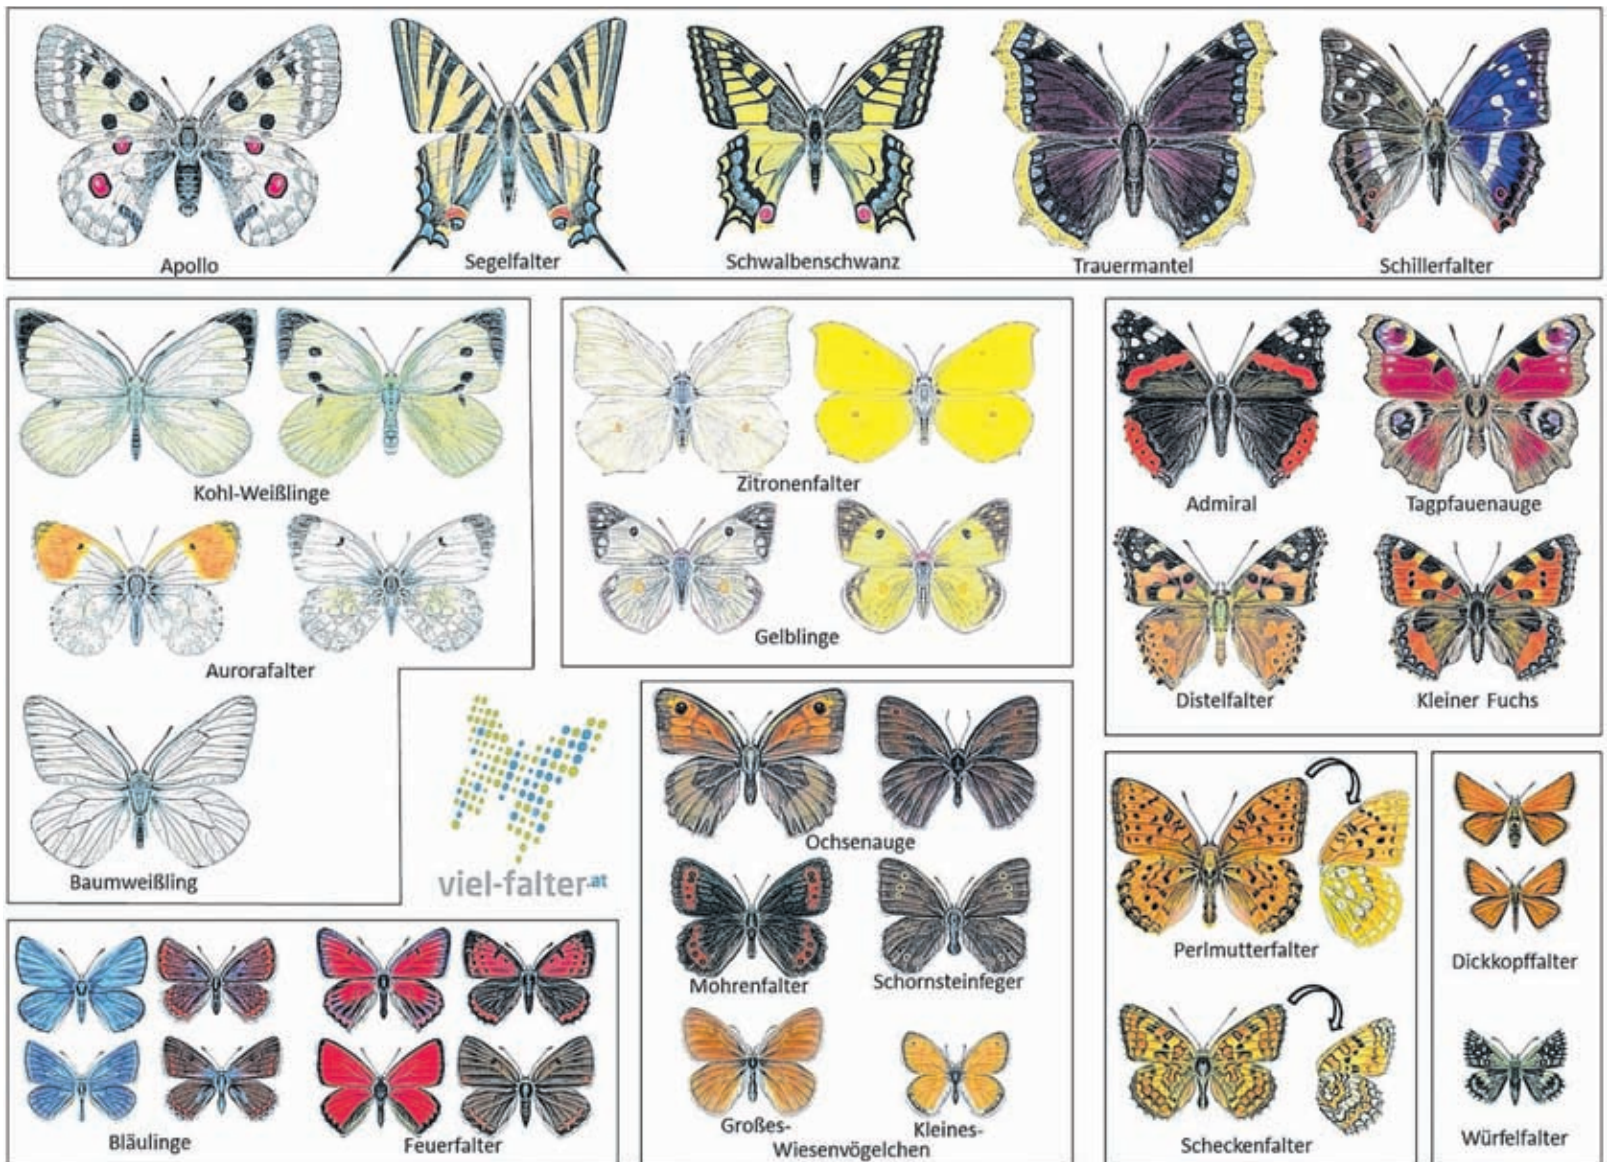 Apollo
Segelfalter
Schwalbenschwanz
Trauermantel
Schillerfalter
Kohl-Weißlinge
Aurorafalter
Baumweißling
Zitronenfalter
Gelblinge
Admiral
Tagpfauenauge
Distelfalter
Kleiner Fuchs
viel-falter.at
Ochsenauge
Mohrenfalter
Schornsteinfeger
Großes-
Kleines-
Wiesenvögelchen
Perlmutterfalter
Scheckenfalter
Dickkopffalter
Würfelfalter
Bläulinge
Feuerfalter